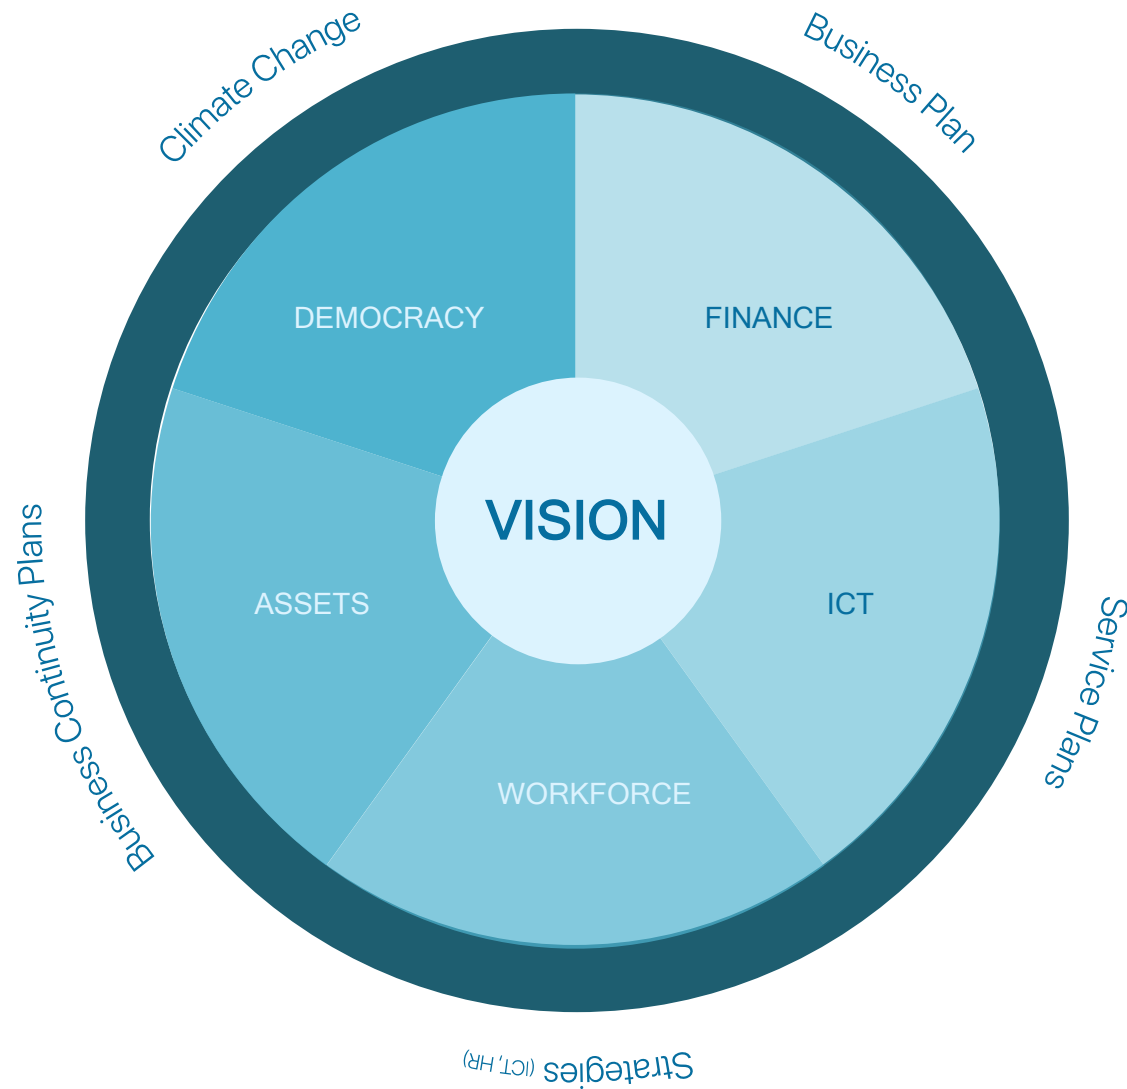 Climate Change
Business Plan
DEMOCRACY
FINANCE
VISION
ASSETS
ICT
WORKFORCE
Business Continuity Plans
Service Plans
Strategies (ICT, HR)